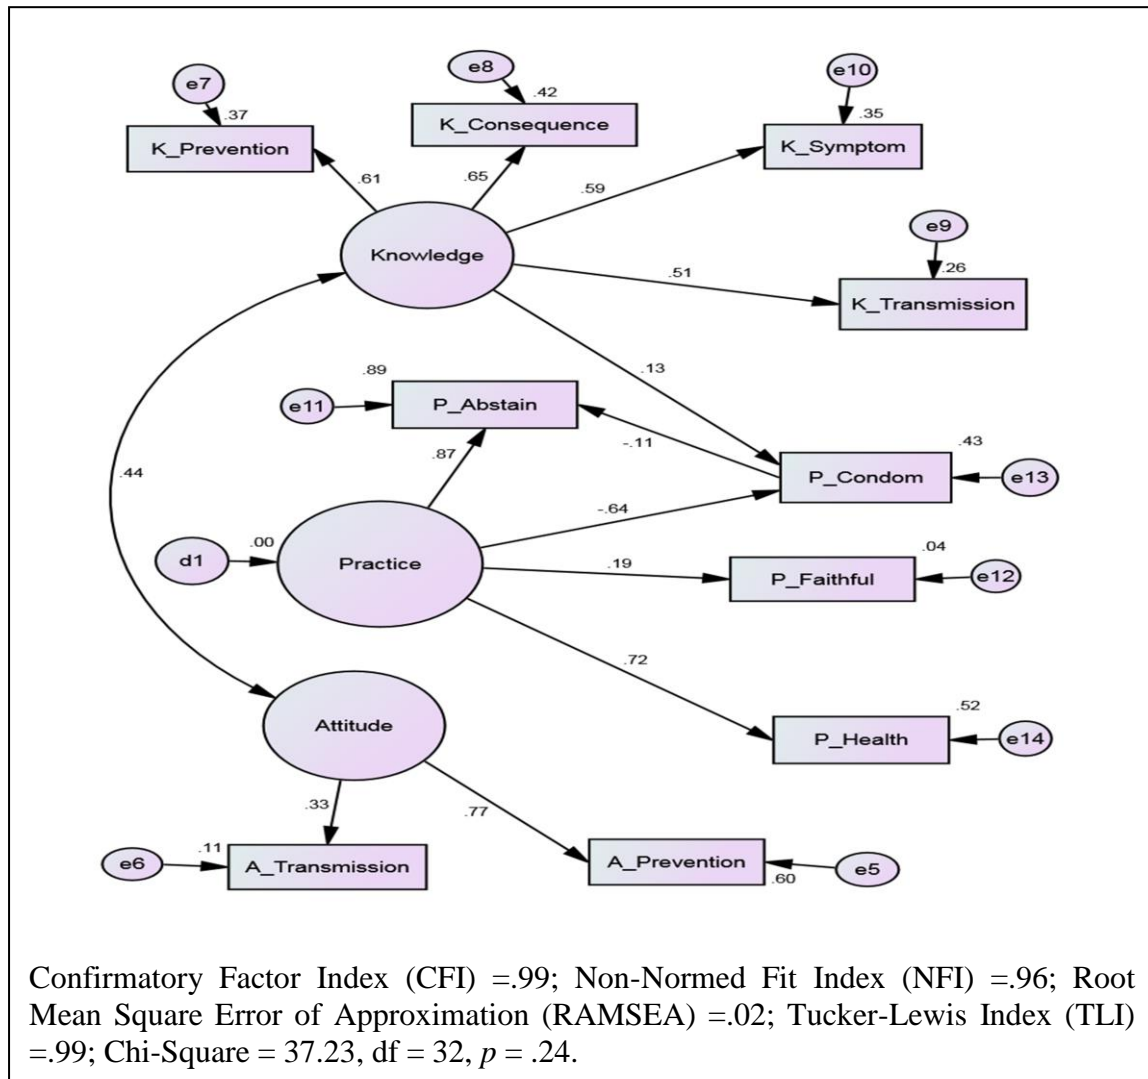 e7
e8
e10
.37
.42
.35
K_Prevention
K_Consequence
K_Symptom
.61
.65
.59
e9
Knowledge
.51
.26
K_Transmission
.13
.89
e11
P_Abstain
-.11
.43
.87
P_Condom
e13
.44
-.64
d1
.00
Practice
.19
.04
P_Faithful
e12
.72
.52
Attitude
P_Health
e14
.33
.77
e6
.11
A_Transmission
A_Prevention
.60
e5
Confirmatory Factor Index (CFI) =.99; Non-Normed Fit Index (NFI) =.96; Root
Mean Square Error of Approximation (RAMSEA) =.02; Tucker-Lewis Index (TLI)
=.99; Chi-Square = 37.23, df = 32, p = .24.